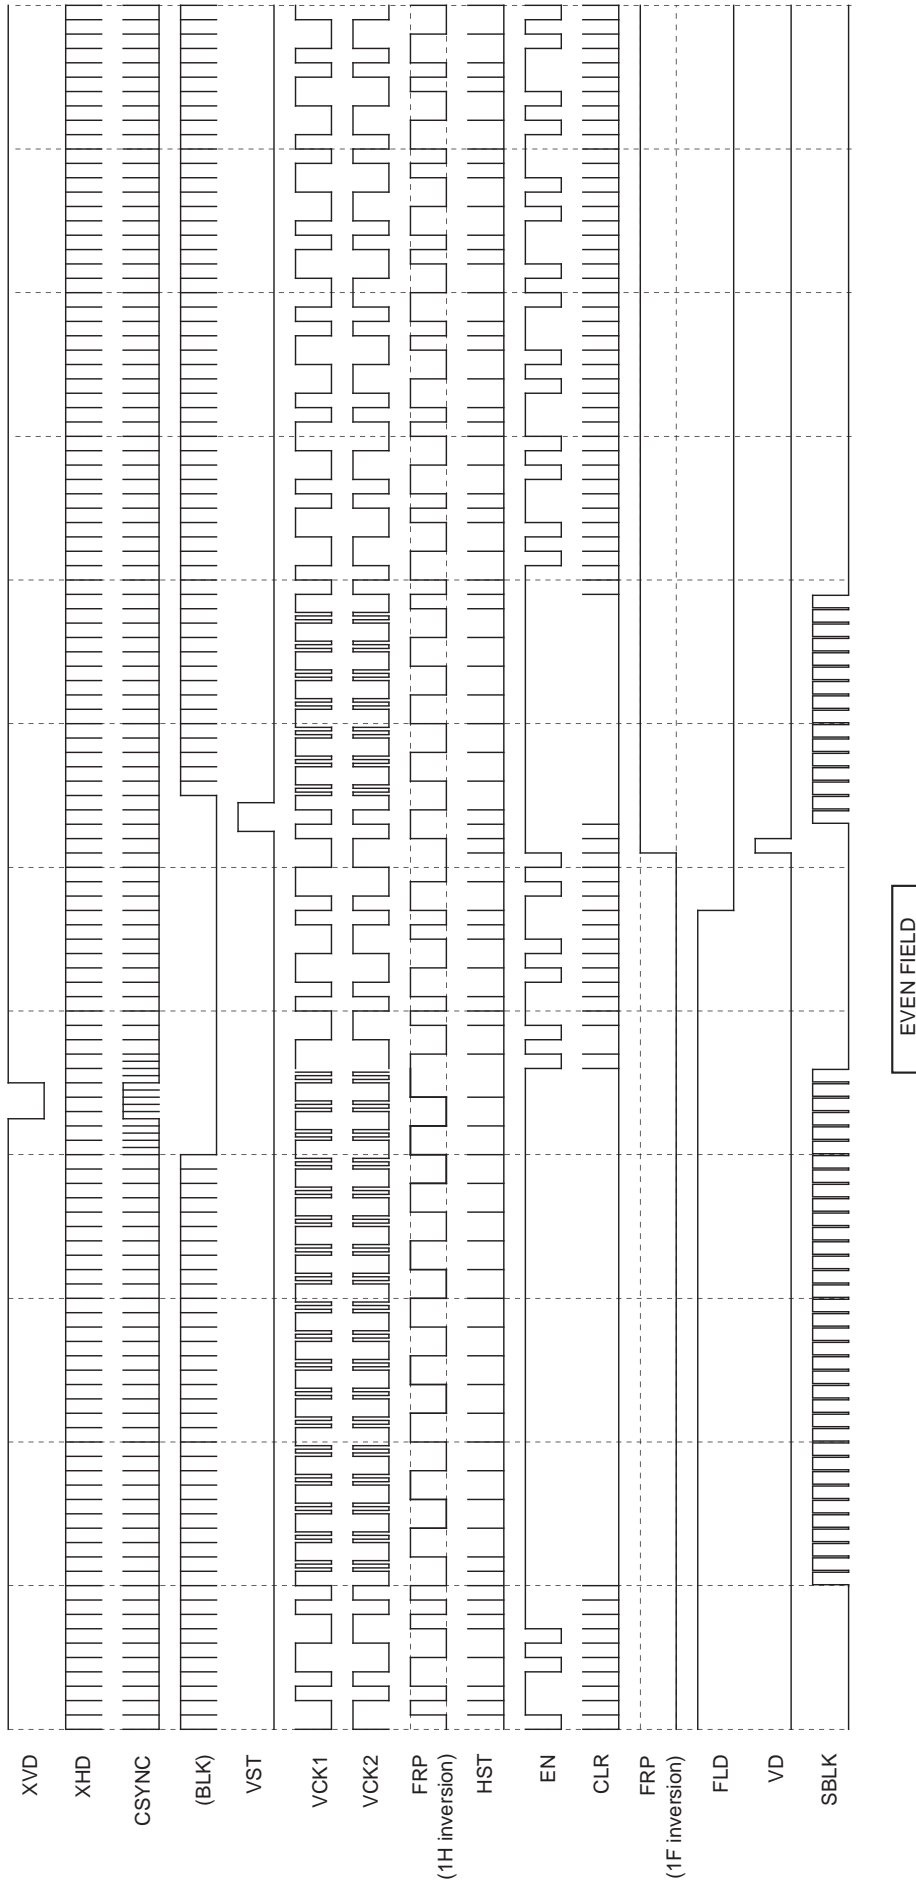 XVD
XHD
CSYNC
(BLK)
VST
VCK1
VCK2
FRP
(1H inversion)
HST
EN
CLR
FRP
(1F inversion)
FLD
VD
SBLK
EVEN FIELD